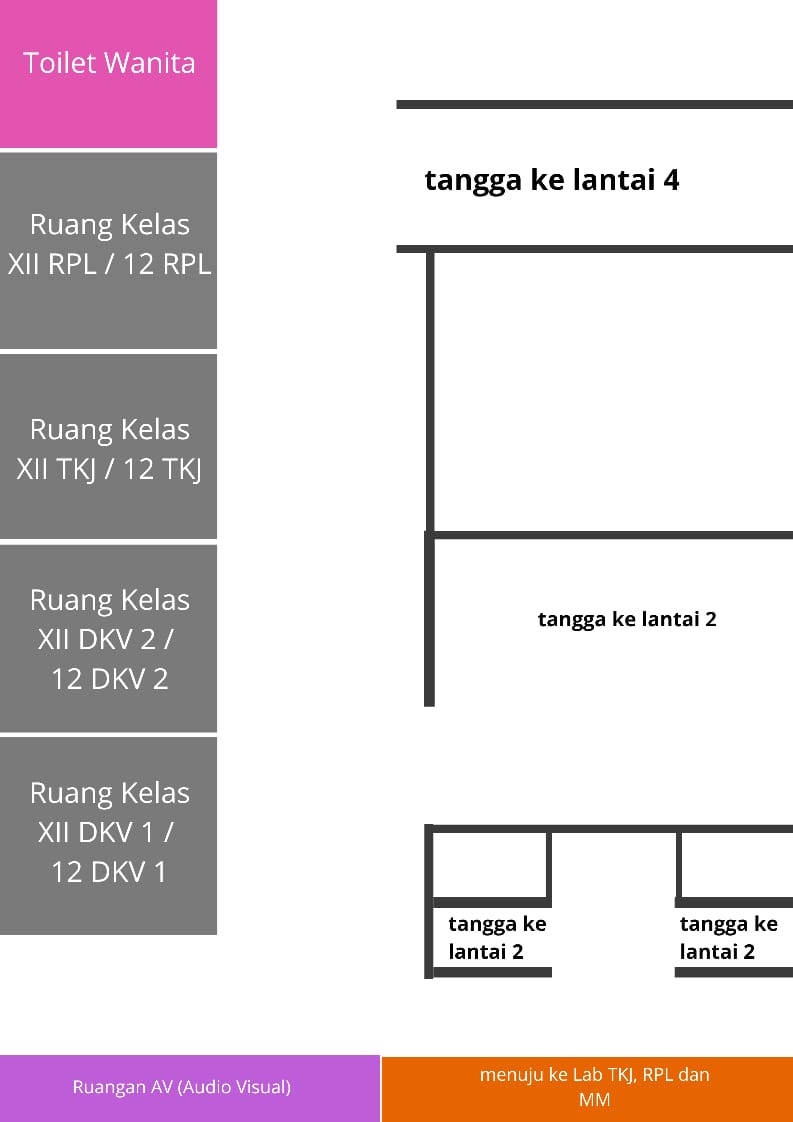 Toilet Wanita
Ruang Kelas
XII RPL / 12 RPL
Ruang Kelas
XII TKJ / 12 TKJ
Ruang Kelas
XII DKV 2 /
12 DKV 2
Ruang Kelas
XII DKV 1 /
12 DKV 1
tangga ke lantai 4
tangga ke lantai 2
tangga ke
lantai 2
tangga ke
lantai 2
Ruangan AV (Audio Visual)
menuju ke Lab TKJ, RPL dan
MM